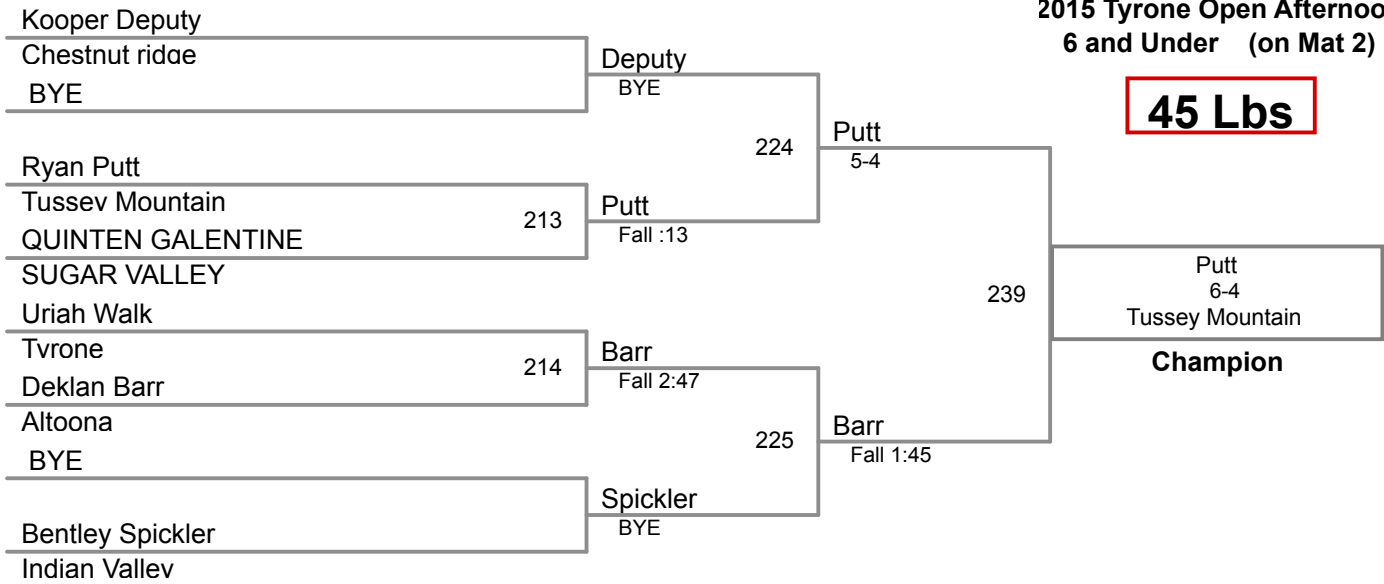 Kooper Deputy
Chestnut ridge
BYE
Ryan Putt
Tussey Mountain
QUINTEN GALENTINE
SUGAR VALLEY
Uriah Walk
Tyrone
Deklan Barr
Altoona
BYE
Bentley Spickler
Indian Valley
213
214
Deputy
BYE
Putt
Fall :13
Barr
Fall 2:47
Spickler
BYE
224
225
Putt
5-4
Barr
Fall 1:45
239
2015 Tyrone Open Afternoo
6 and Under (on Mat 2)
45 Lbs
Putt
6-4
Tussey Mountain
Champion